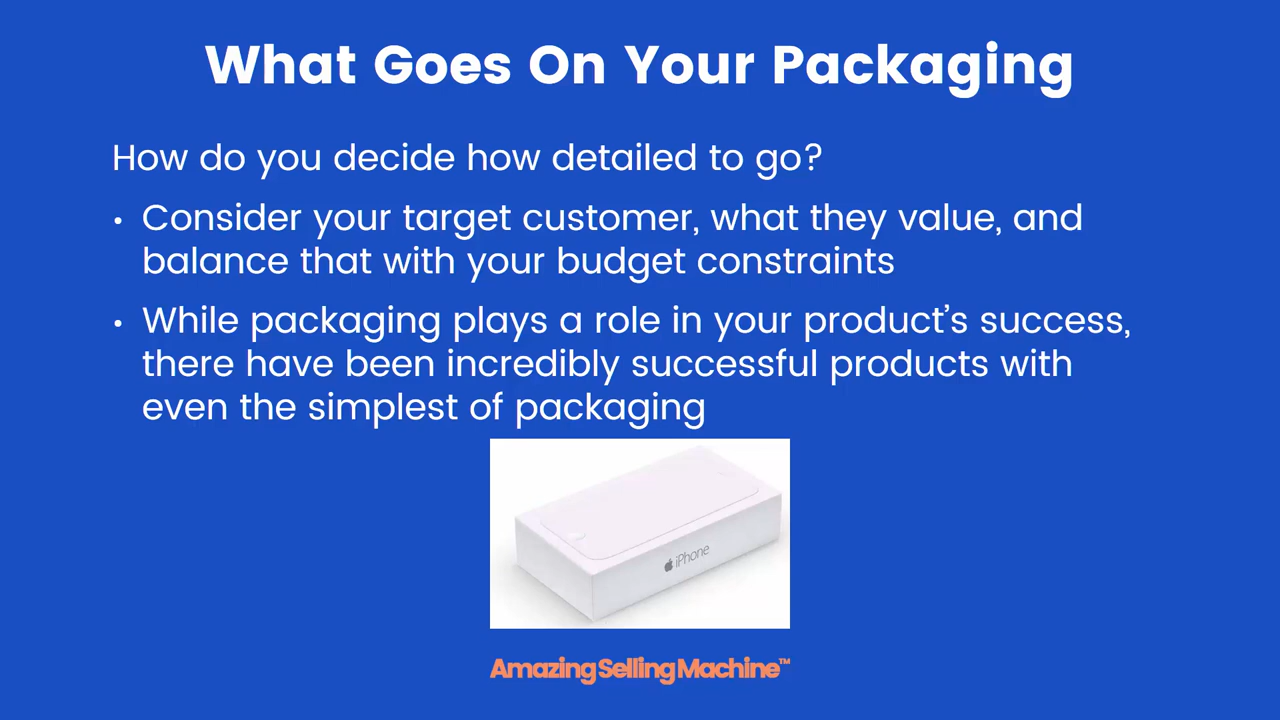 What Goes On Your Packaging
How do you decide how detailed to go?
• Consider your target customer, what they value, and
balance that with your budget constraints
• While packaging plays a role in your product’s success,
there have been incredibly successful products with
even the simplest of packaging
iPhone
AmazingSellingMachine™